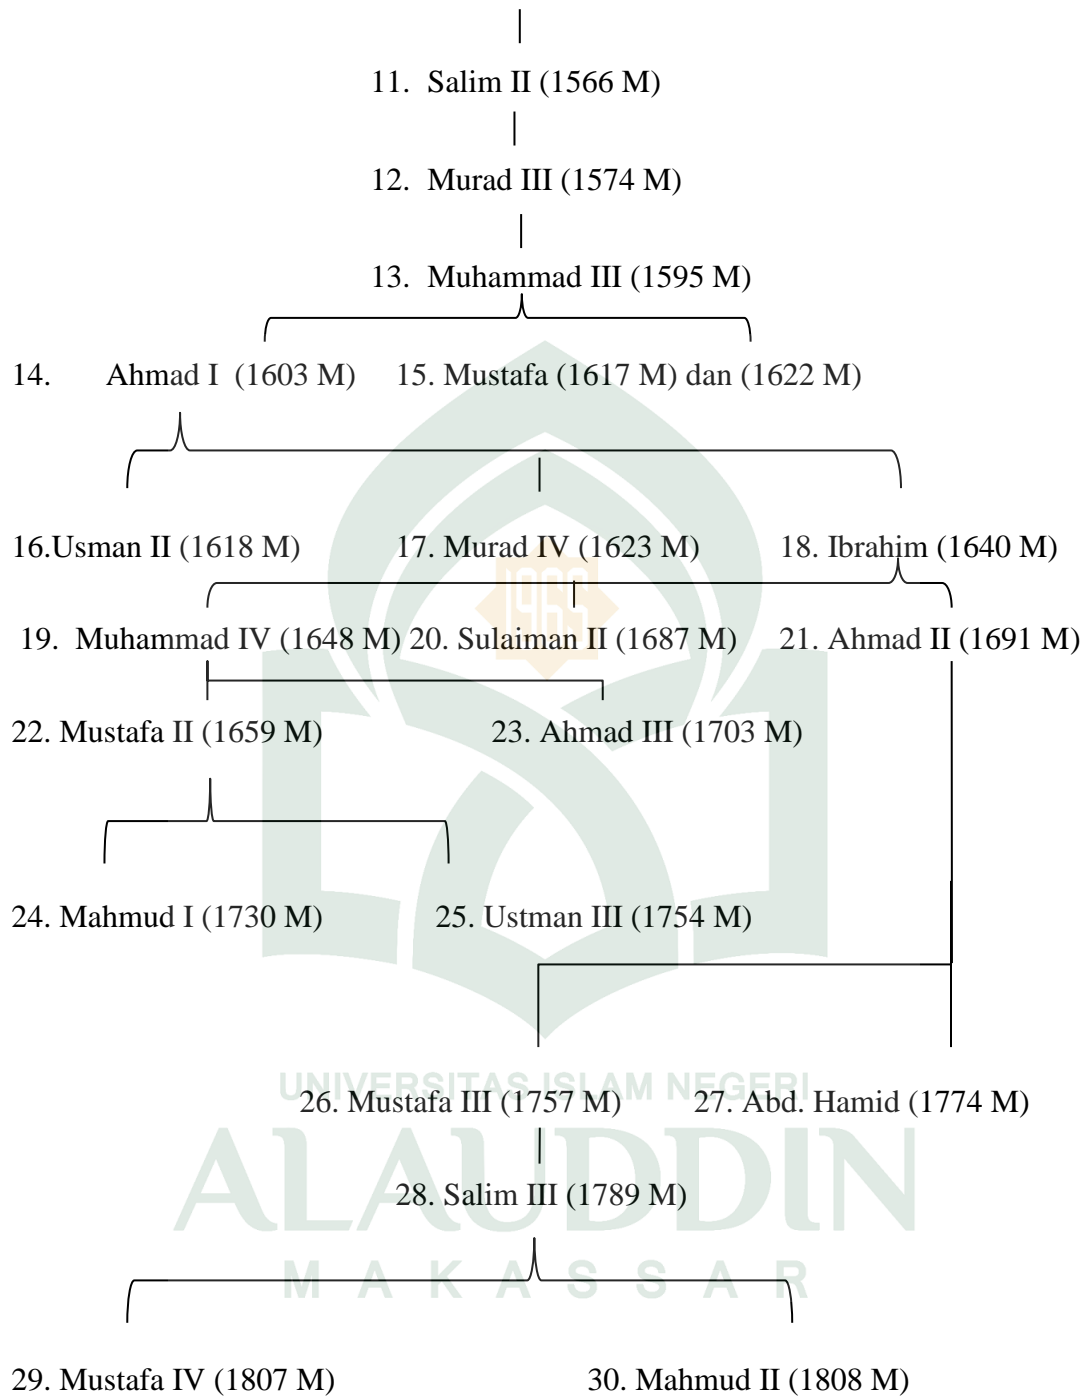 11. Salim II (1566 M)
12. Murad III (1574 M)
13. Muhammad III (1595 M)
14. Ahmad I (1603 M) 15. Mustafa (1617 M) dan (1622 M)
16.Usman II (1618 M) 17. Murad IV (1623 M) 18. Ibrahim (1640 M)
1965
19. Muhammad IV (1648 M) 20. Sulaiman II (1687 M) 21. Ahmad II (1691 M)
22. Mustafa II (1659 M) 23. Ahmad III (1703 M)
24. Mahmud I (1730 M) 25. Ustman III (1754 M)
UNIVERSITAS ISLAM NEGERI
26. Mustafa III (1757 M) 27. Abd. Hamid (1774 M)
ALAUDDIN
28. Salim III (1789 M)
MAKASSAR
29. Mustafa IV (1807 M) 30. Mahmud II (1808 M)